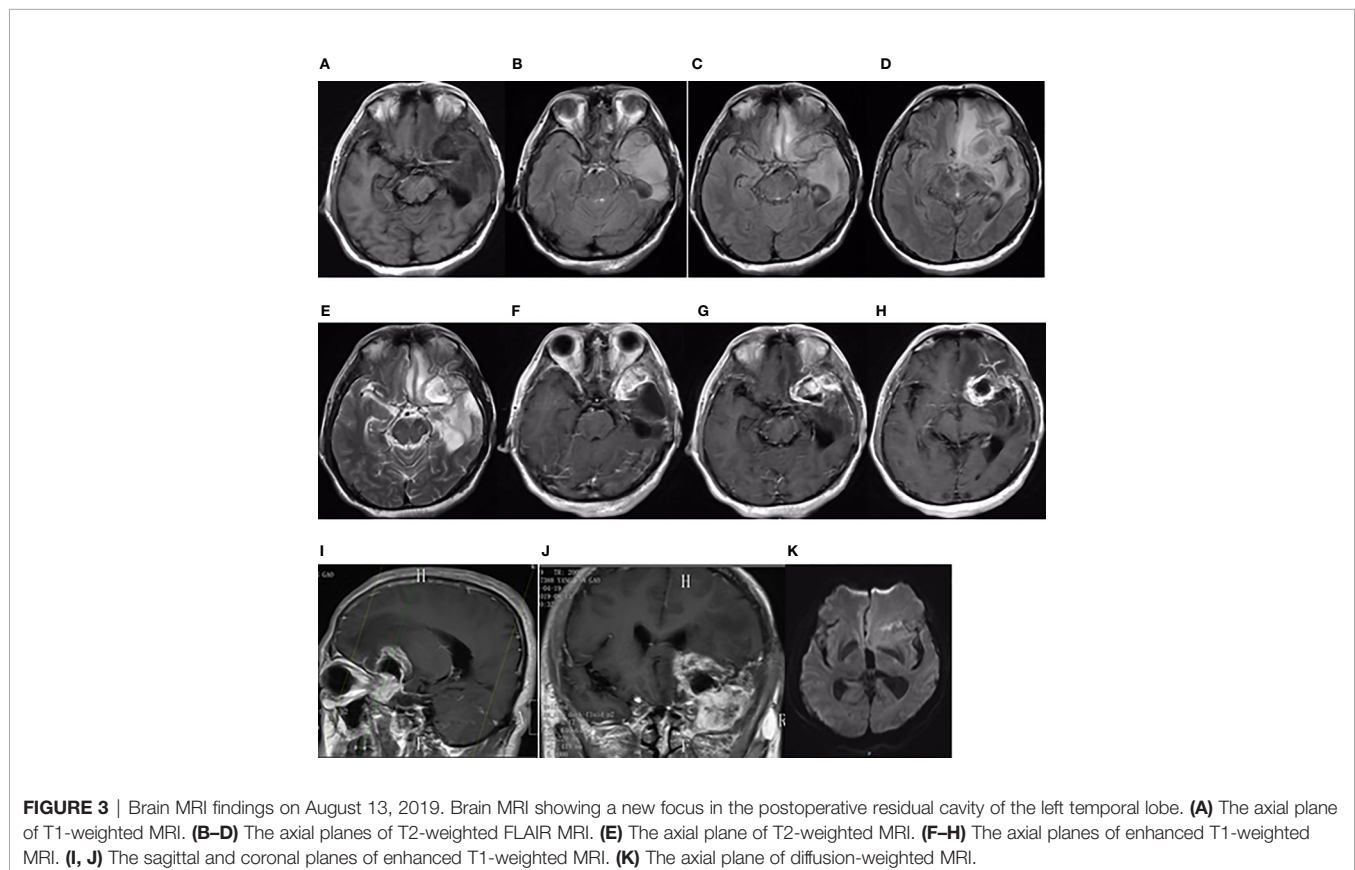 A B C D
E F G H
I J K
GAO
H
H
F
F
R
FIGURE 3 | Brain MRI findings on August 13, 2019. Brain MRI showing a new focus in the postoperative residual cavity of the left temporal lobe. (A) The axial plane
of T1-weighted MRI. (B–D) The axial planes of T2-weighted FLAIR MRI. (E) The axial plane of T2-weighted MRI. (F–H) The axial planes of enhanced T1-weighted
MRI. (I, J) The sagittal and coronal planes of enhanced T1-weighted MRI. (K) The axial plane of diffusion-weighted MRI.